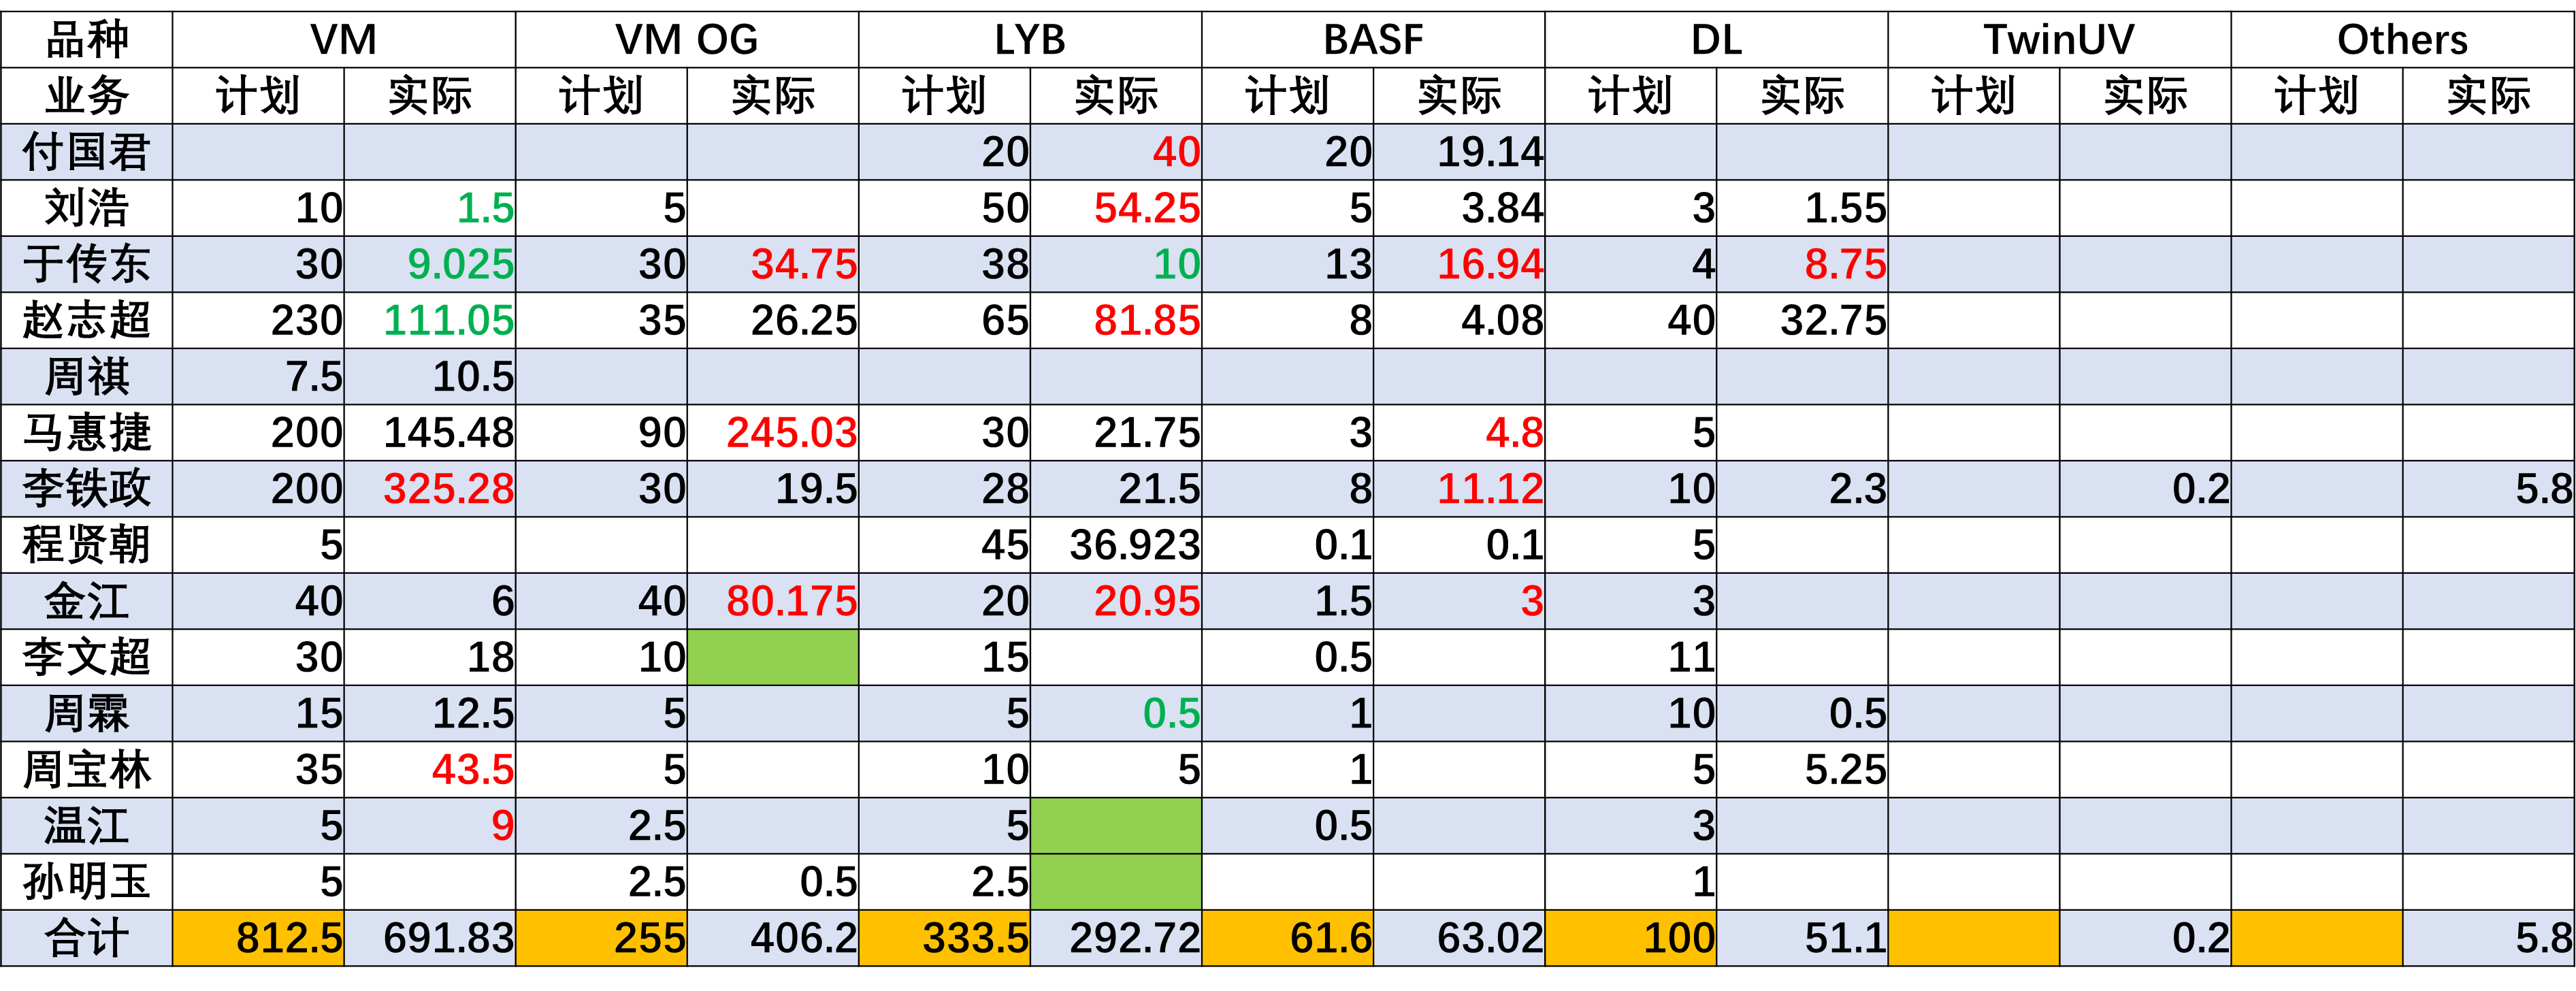 品种 VM VM OG LYB BASF DL TwinUV Others
业务 计划 实际 计划 实际 计划 实际 计划 实际 计划 实际 计划 实际 计划 实际
付国君 20 40 20 19.14
刘浩 10 1.5 5 50 54.25 5 3.84 3 1.55
于传东 30 9.025 30 34.75 38 10 13 16.94 4 8.75
赵志超 230 111.05 35 26.25 65 81.85 8 4.08 40 32.75
周祺 7.5 10.5
马惠捷 200 145.48 90 245.03 30 21.75 3 4.8 5
李铁政 200 325.28 30 19.5 28 21.5 8 11.12 10 2.3 0.2 5.8
程贤朝 5 45 36.923 0.1 0.1 5
金江 40 6 40 80.175 20 20.95 1.5 3 3
李文超 30 18 10 15 0.5 11
周霖 15 12.5 5 5 0.5 1 10 0.5
周宝林 35 43.5 5 10 5 1 5 5.25
温江 5 9 2.5 5 0.5 3
孙明玉 5 2.5 0.5 2.5 1
合计 812.5 691.83 255 406.2 333.5 292.72 61.6 63.02 100 51.1 0.2 5.8